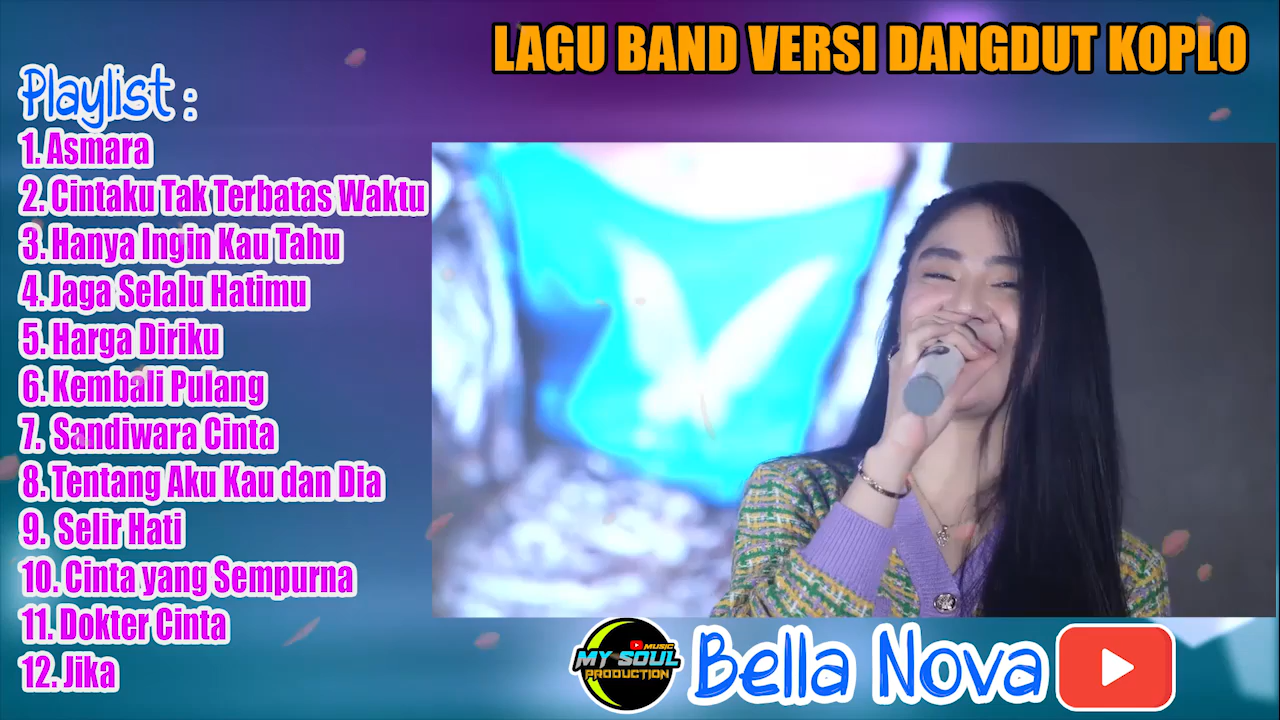 LAGU BAND VERSI DANGDUT KOPLO
Playlist :
1. Asmara
2. Cintaku Tak Terbatas Waktu
3. Hanya Ingin Kau Tahu
4. Jaga Selalu Hatimu
5. Harga Diriku
6. Kembali Pulang
7. Sandiwara Cinta
8. Tentang Aku Kau dan Dia
9. Selir Hati
10. Cinta yang Sempurna
11. Dokter Cinta
12. Jika
MUSIC
MY SOUL
PRODUCTION
Bella Nova